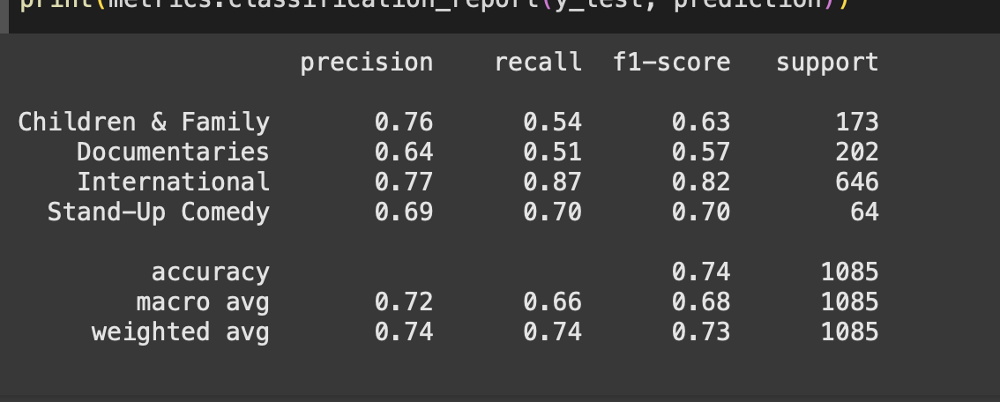 print(metrics.classification_report(y_test, prediction))
precision recall f1-score support
Children & Family 0.76 0.54 0.63 173
Documentaries 0.64 0.51 0.57 202
International 0.77 0.87 0.82 646
Stand-Up Comedy 0.69 0.70 0.70 64
accuracy 0.74 1085
macro avg 0.72 0.66 0.68 1085
weighted avg 0.74 0.74 0.73 1085